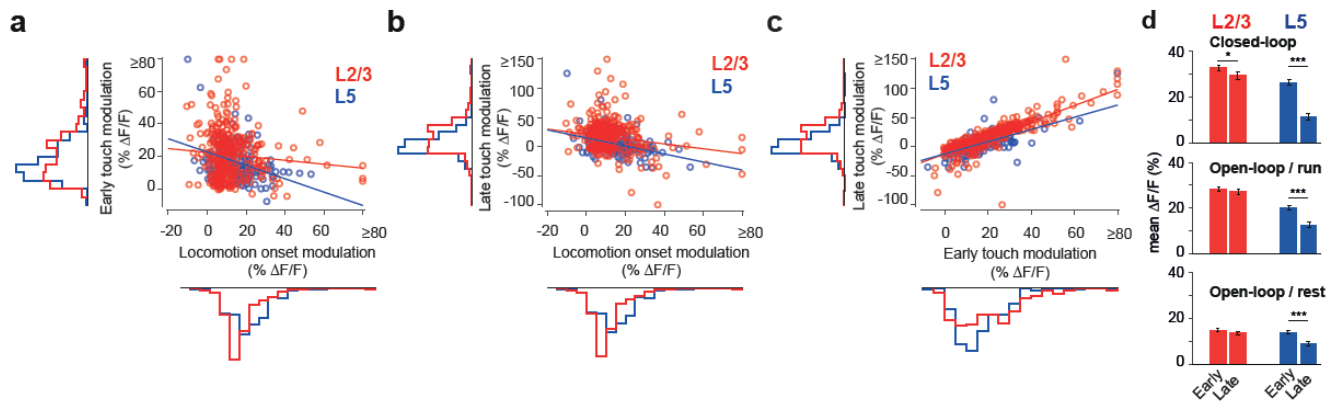 a
L2/3
L5
Early touch modulation
(% ΔF/F)
≥80
60
40
20
0
-20 0 20 40 60 ≥80
Locomotion onset modulation
(% ΔF/F)
b
L2/3
L5
Late touch modulation
(% ΔF/F)
≥150
100
50
0
-50
-100
-20 0 20 40 60 ≥80
Locomotion onset modulation
(% ΔF/F)
c
L2/3
L5
Late touch modulation
(% ΔF/F)
≥150
100
50
0
-50
-100
0 20 40 60 ≥80
Early touch modulation
(% ΔF/F)
d
L2/3 L5
mean ΔF/F (%)
Closed-loop
40
20
0
* ***
Open-loop / run
40
20
0
***
Open-loop / rest
40
20
0
***
Early Late Early Late